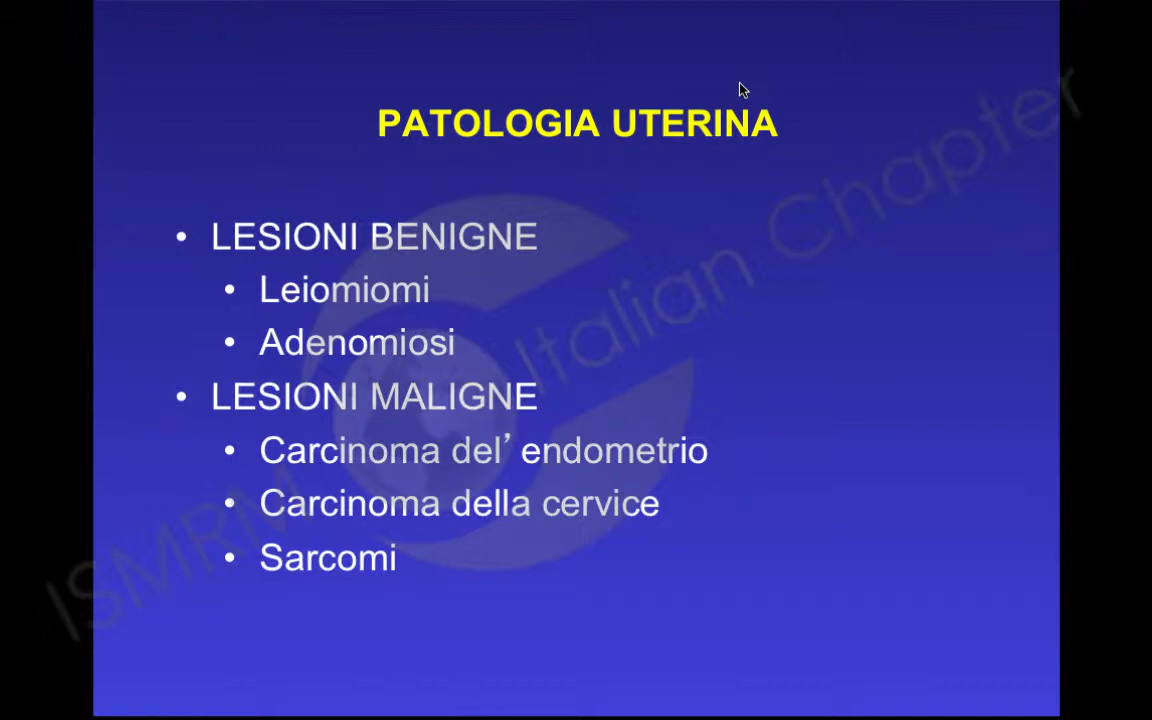 PATOLOGIA UTERINA
• LESIONI BENIGNE
• Leiomiomi
• Adenomiosi
• LESIONI MALIGNE
• Carcinoma del’ endometrio
• Carcinoma della cervice
• Sarcomi
ISMRM Italian Chapter